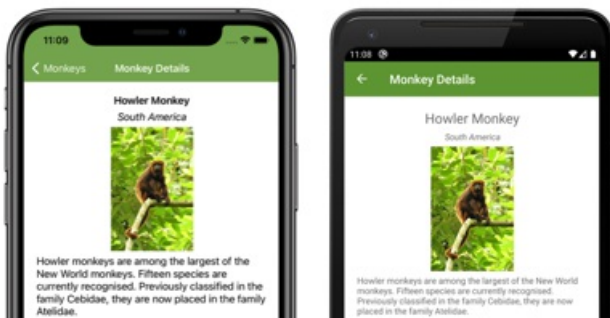 11:09
Monkeys
Monkey Details
Howler Monkey
South America
Howler monkeys are among the largest of the
New World monkeys. Fifteen species are
currently recognised. Previously classified in the
family Cebidae, they are now placed in the family
Atelidae.
11:08
Monkey Details
Howler Monkey
South America
Howler monkeys are among the largest of the New World
monkeys. Fifteen species are currently recognised.
Previously classified in the family Cebidae, they are now
placed in the family Atelidae.